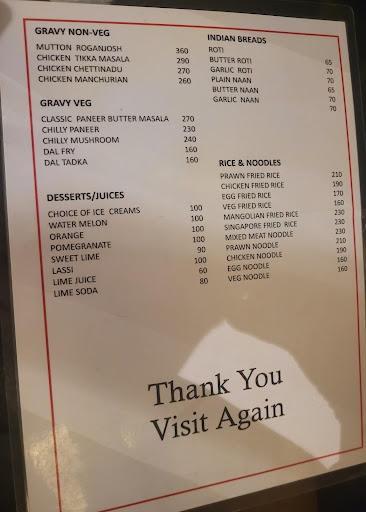 GRAVY NON-VEG
MUTTON ROGANJOSH 360
CHICKEN TIKKA MASALA 290
CHICKEN CHETTINADU 270
CHICKEN MANCHURIAN 260
GRAVY VEG
CLASSIC PANEER BUTTER MASALA 270
CHILLY PANEER 230
CHILLY MUSHROOM 240
DAL FRY 160
DAL TADKA 160
DESSERTS/JUICES
CHOICE OF ICE CREAMS 100
WATER MELON 100
ORANGE 100
POMEGRANATE 100
SWEET LIME 90
LASSI 100
LIME JUICE 60
LIME SODA 80
INDIAN BREADS
ROTI 65
BUTTER ROTI 70
GARLIC ROTI 70
PLAIN NAAN 65
BUTTER NAAN 70
GARLIC NAAN 70
RICE & NOODLES
PRAWN FRIED RICE 210
CHICKEN FRIED RICE 190
EGG FRIED RICE 170
VEG FRIED RICE 160
MANGOLIAN FRIED RICE 230
SINGAPORE FRIED RICE 230
MIXED MEAT NOODLE 230
PRAWN NOODLE 210
CHICKEN NOODLE 190
EGG NOODLE 160
VEG NOODLE 160
Thank You
Visit Again